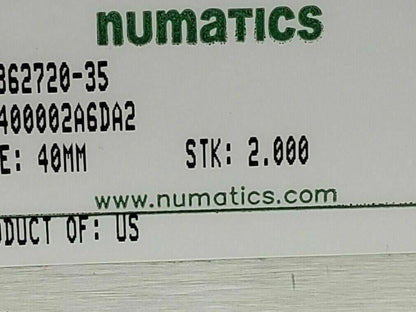 numatics
362720-35
400002A6DA2
E: 40MM STK: 2.000
www.numatics.com
ODUCT OF: US